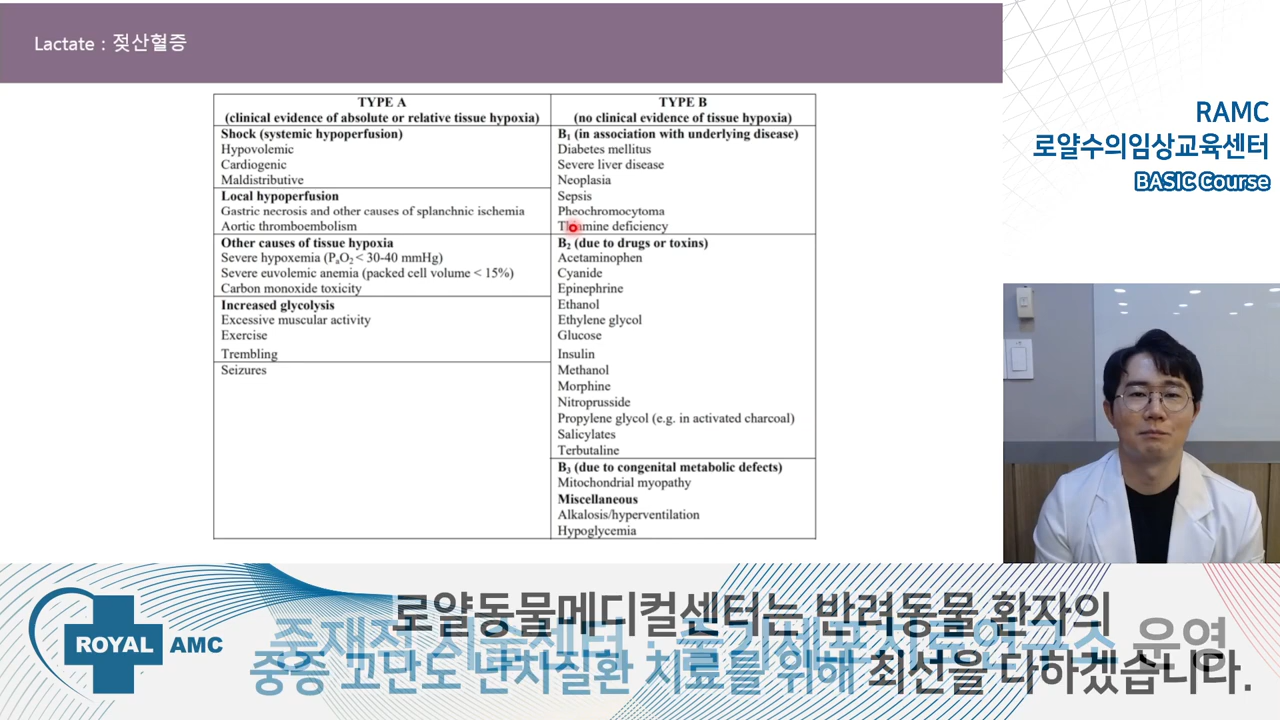 Lactate : 젖산혈증
TYPE A
(clinical evidence of absolute or relative tissue hypoxia)
Shock (systemic hypoperfusion)
Hypovolemic
Cardiogenic
Maldistributive
Local hypoperfusion
Gastric necrosis and other causes of splanchnic ischemia
Aortic thromboembolism
Other causes of tissue hypoxia
Severe hypoxemia (PaO2 < 30-40 mmHg)
Severe euvolemic anemia (packed cell volume < 15%)
Carbon monoxide toxicity
Increased glycolysis
Excessive muscular activity
Exercise
Trembling
Seizures
TYPE B
(no clinical evidence of tissue hypoxia)
B1 (in association with underlying disease)
Diabetes mellitus
Severe liver disease
Neoplasia
Sepsis
Pheochromocytoma
Thiamine deficiency
B2 (due to drugs or toxins)
Acetaminophen
Cyanide
Epinephrine
Ethanol
Ethylene glycol
Glucose
Insulin
Methanol
Morphine
Nitroprusside
Propylene glycol (e.g. in activated charcoal)
Salicylates
Terbutaline
B3 (due to congenital metabolic defects)
Mitochondrial myopathy
Miscellaneous
Alkalosis/hyperventilation
Hypoglycemia
RAMC
로얄수의임상교육센터
BASIC Course
ROYAL AMC
로얄동물메디컬센터는 반려동물 환자의
중증 고난도 난치질환 치료를 위해 최선을 다하겠습니다.
운영